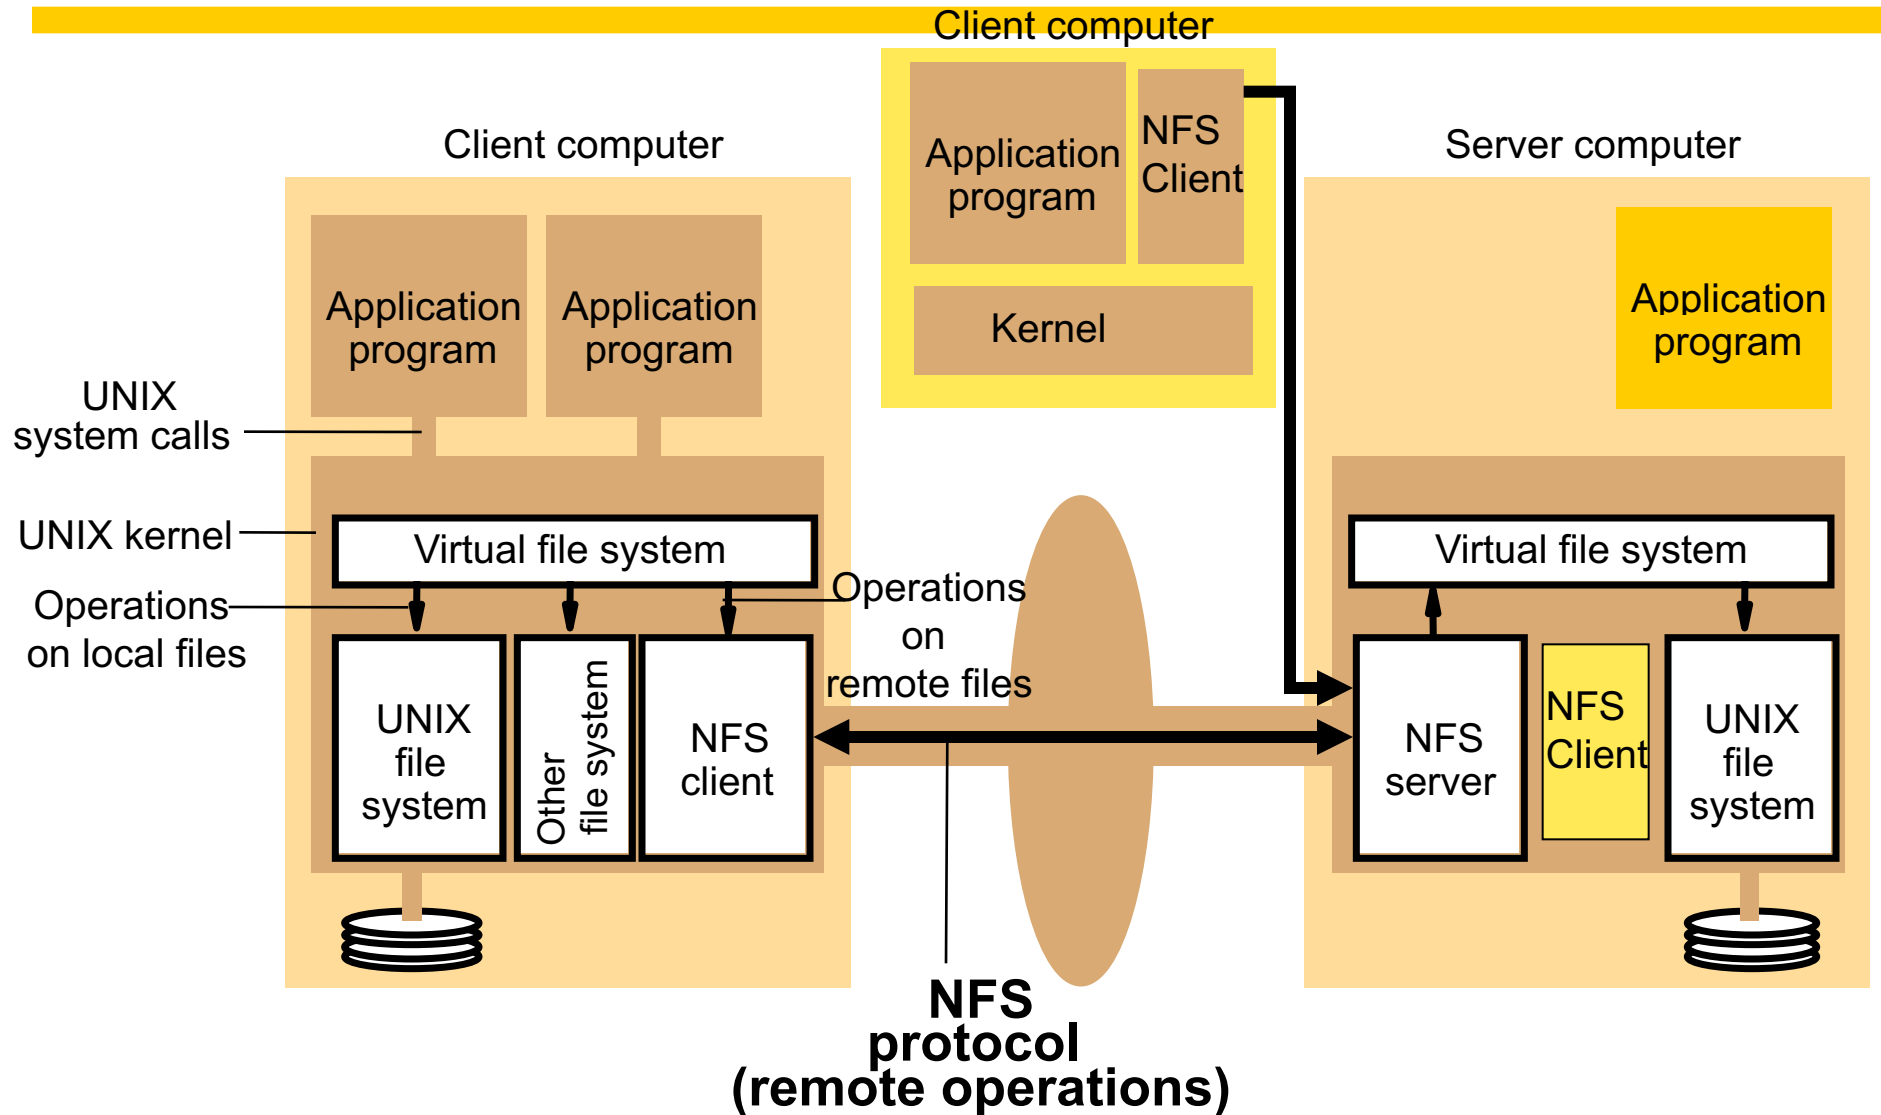 Client computer
Application
program
NFS
Client
Kernel
Client computer
Application
program
Application
program
UNIX
system calls
UNIX kernel
Virtual file system
Operations
on local files
Operations
on
remote files
UNIX
file
system
Other
file system
NFS
client
Server computer
Application
program
Virtual file system
NFS
server
NFS
Client
UNIX
file
system
NFS
protocol
(remote operations)